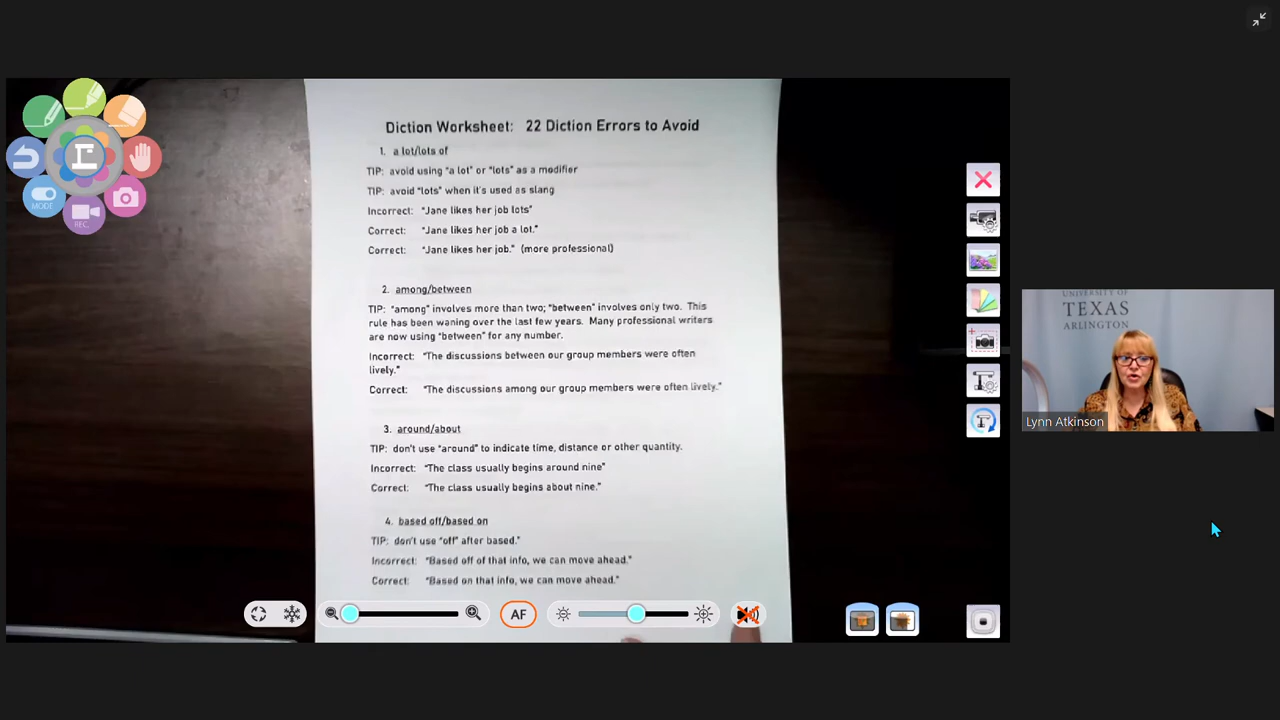 Diction Worksheet: 22 Diction Errors to Avoid
1. a lot/lots of
TIP: avoid using "a lot" or "lots" as a modifier
TIP: avoid "lots" when it's used as slang
Incorrect: "Jane likes her job lots"
Correct: "Jane likes her job a lot."
Correct: "Jane likes her job." (more professional)
2. among/between
TIP: "among" involves more than two; "between" involves only two. This
rule has been waning over the last few years. Many professional writers
are now using "between" for any number.
Incorrect: "The discussions between our group members were often
lively."
Correct: "The discussions among our group members were often lively."
3. around/about
TIP: don't use "around" to indicate time, distance or other quantity.
Incorrect: "The class usually begins around nine"
Correct: "The class usually begins about nine."
4. based off/based on
TIP: don't use "off" after based."
Incorrect: "Based off of that info, we can move ahead."
Correct: "Based on that info, we can move ahead."
MODE
REC.
AF
UNIVERSITY OF
TEXAS
ARLINGTON
Lynn Atkinson